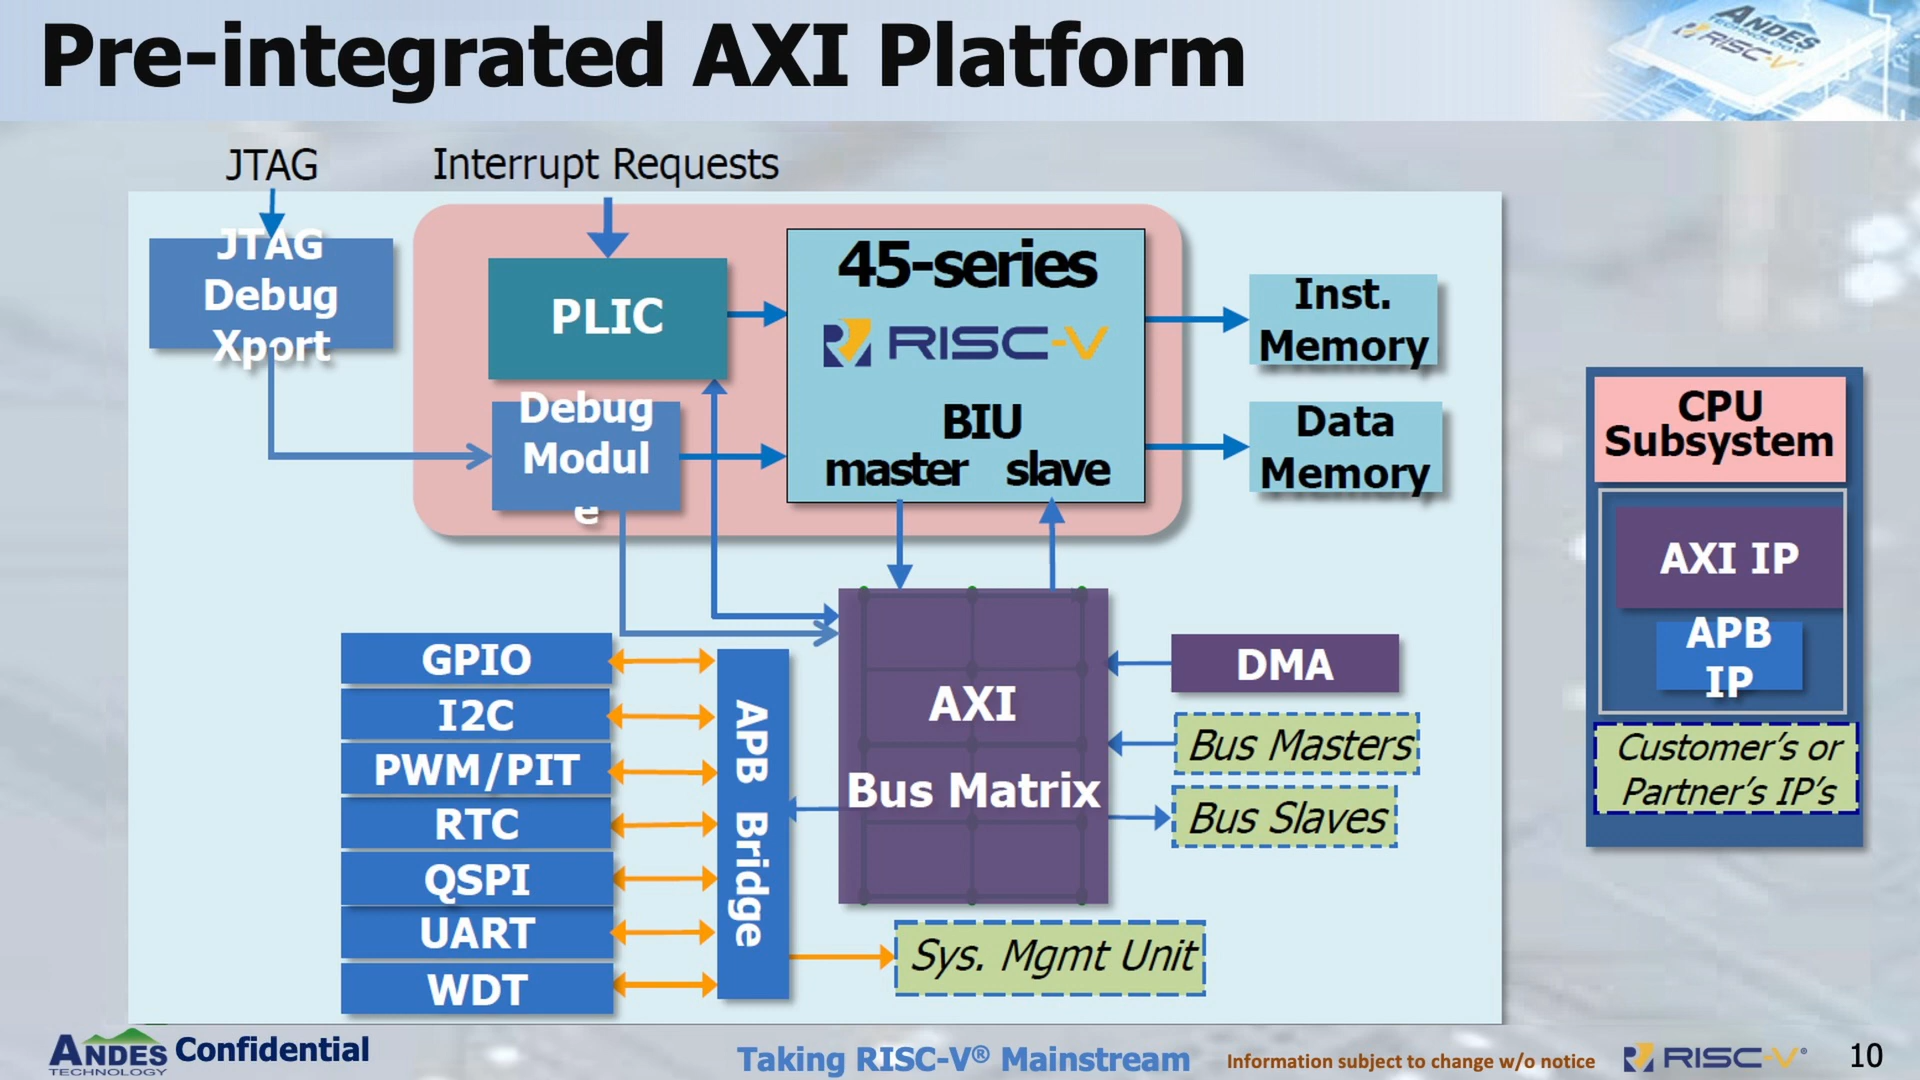 Pre-integrated AXI Platform
ANDES
TECHNOLOGY
RISC-V
JTAG
Interrupt Requests
JTAG
Debug
Xport
PLIC
45-series
RISC-V
BIU
master slave
Inst.
Memory
Debug
Modul
e
Data
Memory
CPU
Subsystem
AXI IP
APB
IP
Customer's or
Partner's IP's
GPIO
I2C
PWM/PIT
RTC
QSPI
UART
WDT
APB Bridge
AXI
Bus Matrix
DMA
Bus Masters
Bus Slaves
Sys. Mgmt Unit
ANDES
TECHNOLOGY
Confidential
Taking RISC-V® Mainstream
Information subject to change w/o notice
RISC-V®
10